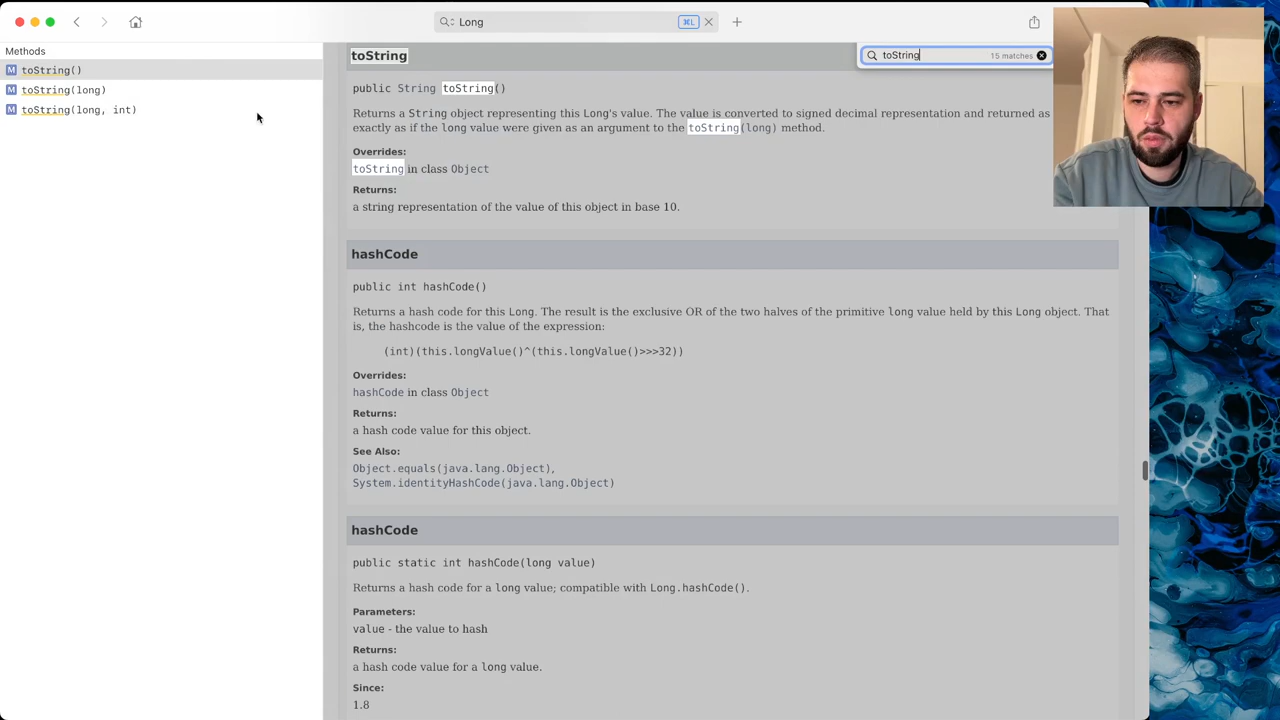 Long
⌘L
Methods
M toString()
M toString(long)
M toString(long, int)
toString 15 matches
toString
public String toString()
Returns a String object representing this Long's value. The value is converted to signed decimal representation and returned as
exactly as if the long value were given as an argument to the toString(long) method.
Overrides:
toString in class Object
Returns:
a string representation of the value of this object in base 10.
hashCode
public int hashCode()
Returns a hash code for this Long. The result is the exclusive OR of the two halves of the primitive long value held by this Long object. That
is, the hashcode is the value of the expression:
(int)(this.longValue()^(this.longValue()>>>32))
Overrides:
hashCode in class Object
Returns:
a hash code value for this object.
See Also:
Object.equals(java.lang.Object),
System.identityHashCode(java.lang.Object)
hashCode
public static int hashCode(long value)
Returns a hash code for a long value; compatible with Long.hashCode().
Parameters:
value - the value to hash
Returns:
a hash code value for a long value.
Since:
1.8